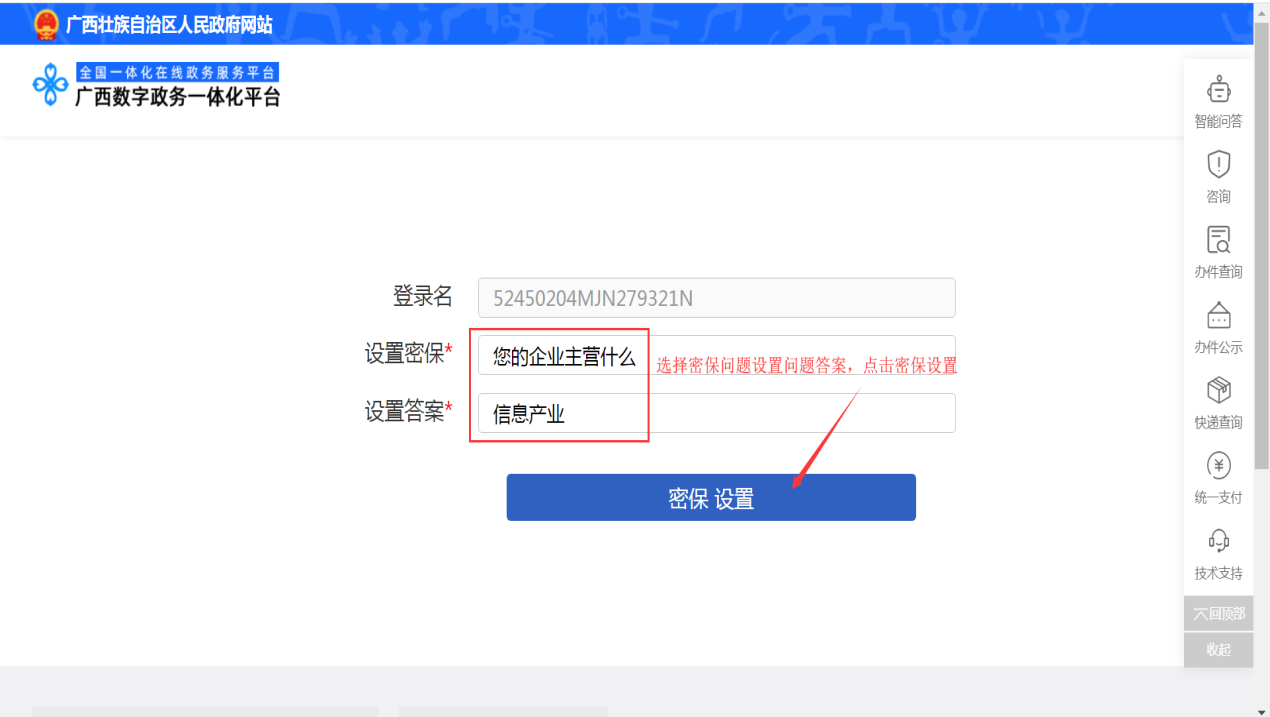 广西壮族自治区人民政府网站
全国一体化在线政务服务平台
广西数字政务一体化平台
智能问答
咨询
办件查询
办件公示
快递查询
统一支付
技术支持
回顶部
收起
登录名 52450204MJN279321N
设置密保* 您的企业主营什么 选择密保问题设置问题答案，点击密保设置
设置答案* 信息产业
密保 设置